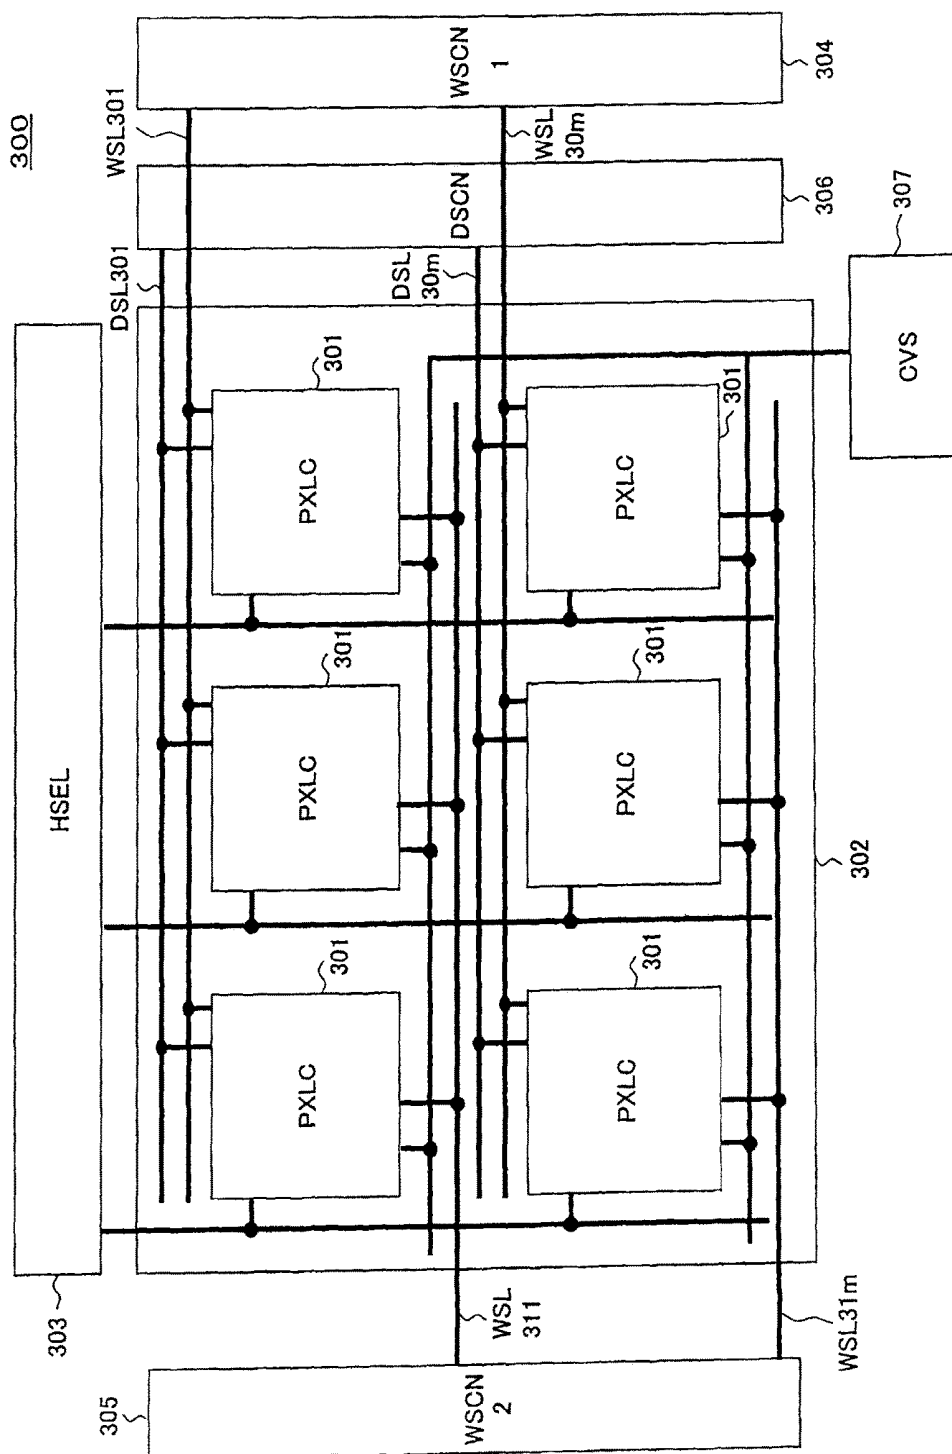 300
HSEL
303
305
DSL301
WSL301
PXLC
PXLC
PXLC
301
301
301
DSL
30m
WSCN
2
DSCN
WSCN
1
WSL
311
WSL
30m
PXLC
PXLC
PXLC
301
301
301
304
306
WSL31m
302
CVS
307